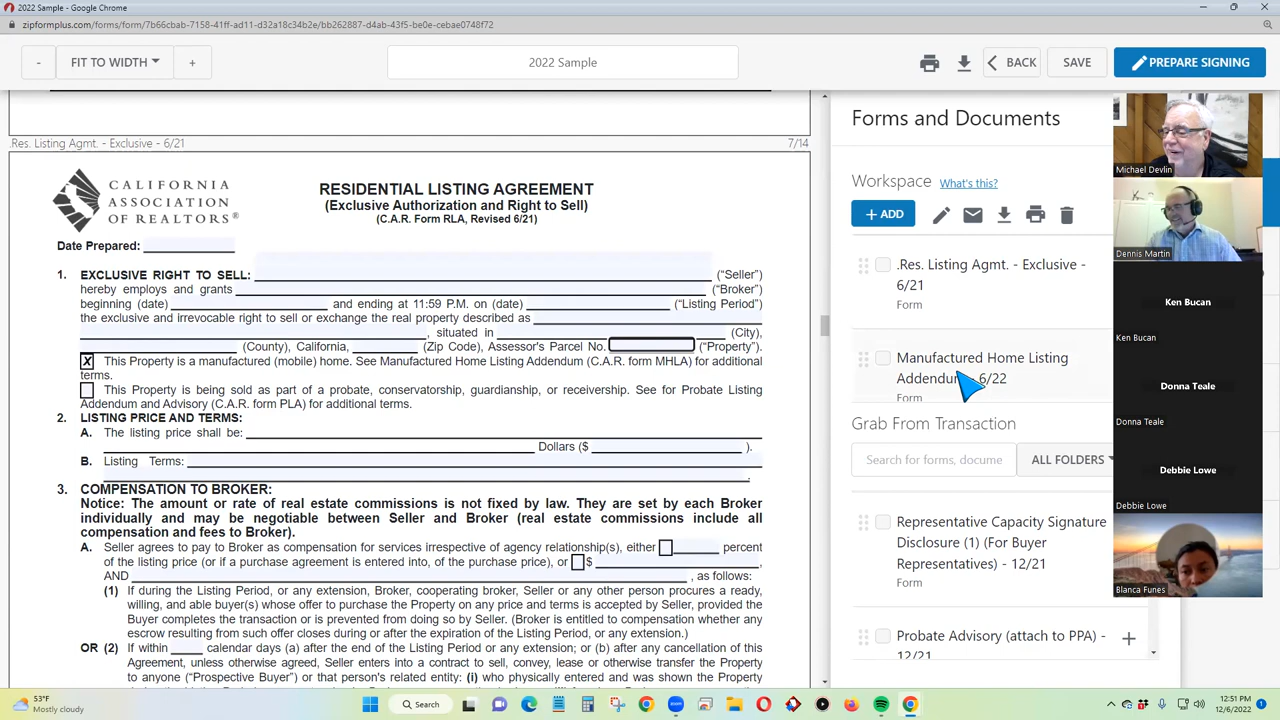 2022 Sample - Google Chrome
zipformplus.com/forms/form/7b66cbab-7158-41ff-ad11-d32a18c34b2e/bb262887-d4ab-43f5-be0e-cebae0748f72
- FIT TO WIDTH +
2022 Sample
BACK
SAVE
PREPARE SIGNING
.Res. Listing Agmt. - Exclusive - 6/21
7/14
CALIFORNIA
ASSOCIATION
OF REALTORS®
RESIDENTIAL LISTING AGREEMENT
(Exclusive Authorization and Right to Sell)
(C.A.R. Form RLA, Revised 6/21)
Date Prepared:
1. EXCLUSIVE RIGHT TO SELL: (“Seller”)
hereby employs and grants (“Broker”)
beginning (date) and ending at 11:59 P.M. on (date) (“Listing Period”)
the exclusive and irrevocable right to sell or exchange the real property described as
, situated in (City),
(County), California, (Zip Code), Assessor's Parcel No. (“Property”).
X This Property is a manufactured (mobile) home. See Manufactured Home Listing Addendum (C.A.R. form MHLA) for additional
terms.
This Property is being sold as part of a probate, conservatorship, guardianship, or receivership. See for Probate Listing
Addendum and Advisory (C.A.R. form PLA) for additional terms.
2. LISTING PRICE AND TERMS:
A. The listing price shall be:
Dollars ($ ).
B. Listing Terms:
.
3. COMPENSATION TO BROKER:
Notice: The amount or rate of real estate commissions is not fixed by law. They are set by each Broker
individually and may be negotiable between Seller and Broker (real estate commissions include all
compensation and fees to Broker).
A. Seller agrees to pay to Broker as compensation for services irrespective of agency relationship(s), either percent
of the listing price (or if a purchase agreement is entered into, of the purchase price), or $ ,
AND , as follows:
(1) If during the Listing Period, or any extension, Broker, cooperating broker, Seller or any other person procures a ready,
willing, and able buyer(s) whose offer to purchase the Property on any price and terms is accepted by Seller, provided the
Buyer completes the transaction or is prevented from doing so by Seller. (Broker is entitled to compensation whether any
escrow resulting from such offer closes during or after the expiration of the Listing Period, or any extension.)
OR (2) If within calendar days (a) after the end of the Listing Period or any extension; or (b) after any cancellation of this
Agreement, unless otherwise agreed, Seller enters into a contract to sell, convey, lease or otherwise transfer the Property
to anyone (“Prospective Buyer”) or that person's related entity: (i) who physically entered and was shown the Property
Forms and Documents
Workspace What's this?
+ ADD
.Res. Listing Agmt. - Exclusive -
6/21
Form
Manufactured Home Listing
6/22
Form
Grab From Transaction
Search for forms, docume
ALL FOLDERS
Representative Capacity Signature
Disclosure (1) (For Buyer
Representatives) - 12/21
Form
Probate Advisory (attach to PPA) -
12/21
Michael Devlin
Dennis Martin
Ken Bucan
Ken Bucan
Donna Teale
Donna Teale
Debbie Lowe
Debbie Lowe
Blanca Funes
53°F
Mostly cloudy
Search
12:51 PM
12/6/2022